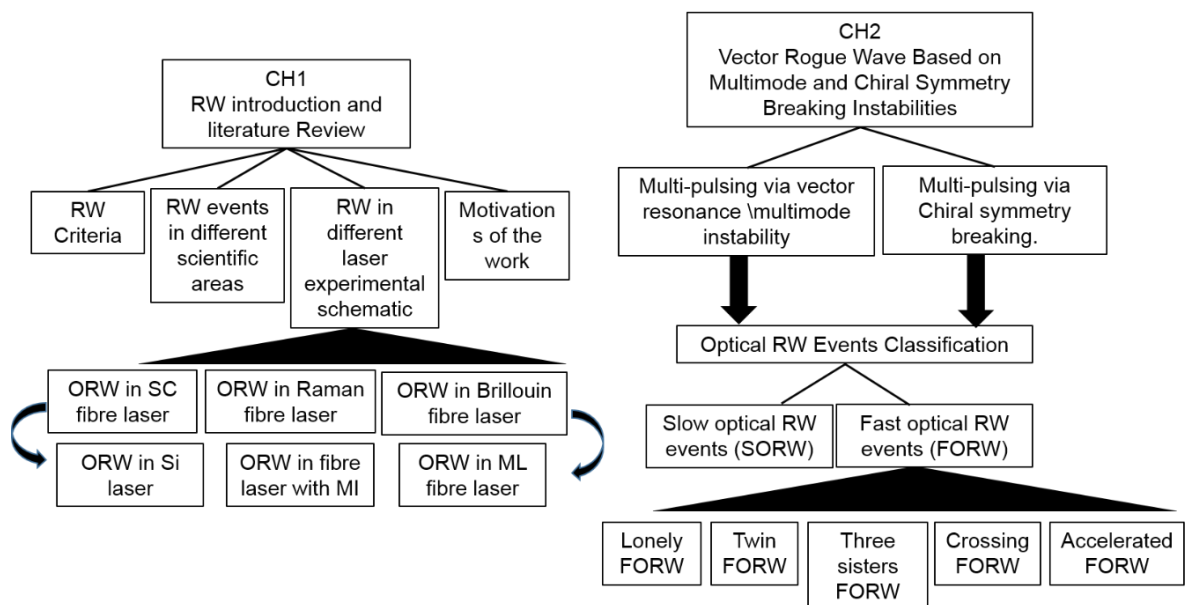 CH1
RW introduction and
literature Review
RW
Criteria
RW events
in different
scientific
areas
RW in
different
laser
experimental
schematic
Motivation
s of the
work
ORW in SC
fibre laser
ORW in Raman
fibre laser
ORW in Brillouin
fibre laser
ORW in Si
laser
ORW in fibre
laser with MI
ORW in ML
fibre laser
CH2
Vector Rogue Wave Based on
Multimode and Chiral Symmetry
Breaking Instabilities
Multi-pulsing via vector
resonance \multimode
instability
Multi-pulsing via
Chiral symmetry
breaking.
Optical RW Events Classification
Slow optical RW
events (SORW)
Fast optical RW
events (FORW)
Lonely
FORW
Twin
FORW
Three
sisters
FORW
Crossing
FORW
Accelerated
FORW